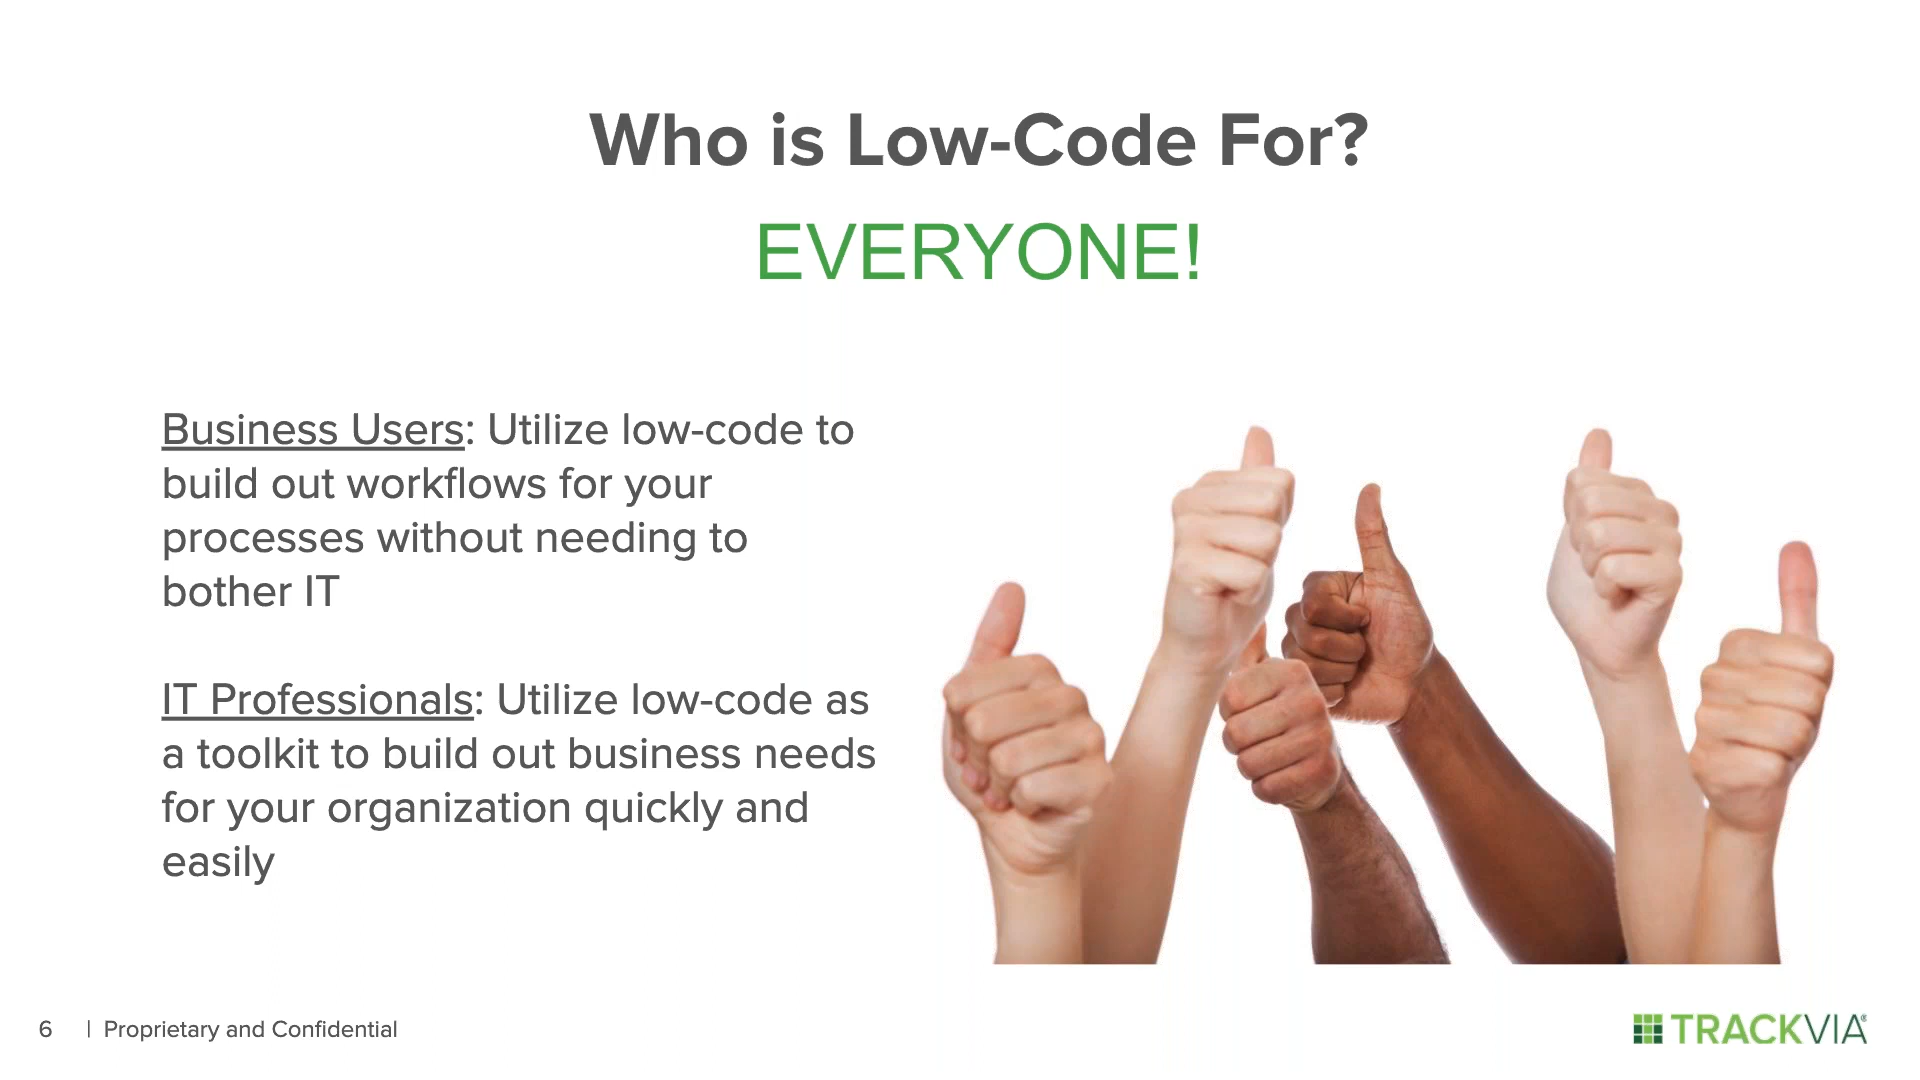 Who is Low-Code For?
EVERYONE!
Business Users: Utilize low-code to
build out workflows for your
processes without needing to
bother IT
IT Professionals: Utilize low-code as
a toolkit to build out business needs
for your organization quickly and
easily
6 | Proprietary and Confidential
TRACKVIA®